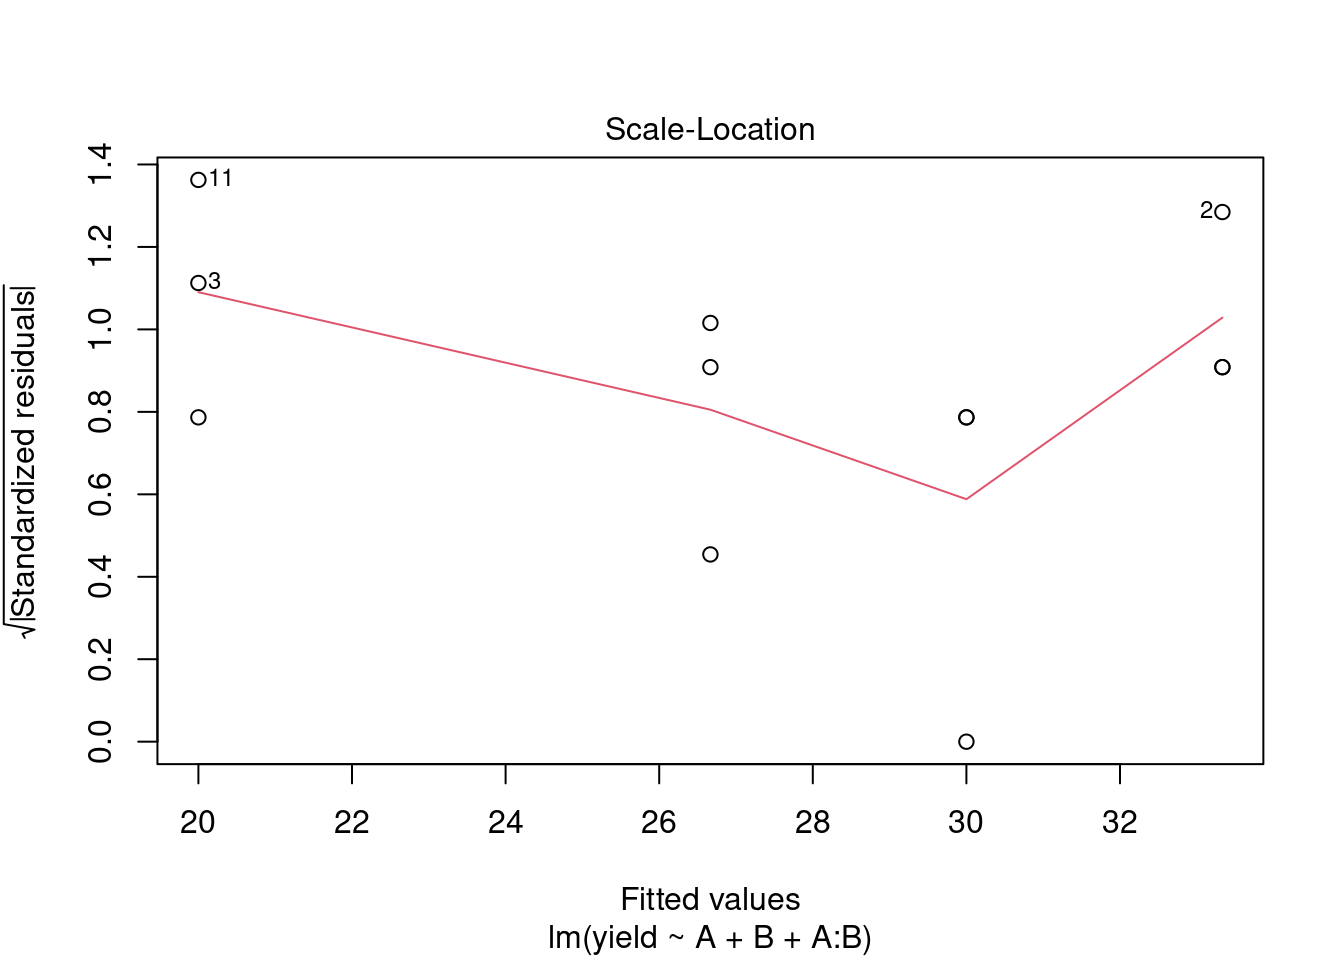 Scale-Location
√|Standardized residuals|
1.4
1.2
1.0
0.8
0.6
0.4
0.2
0.0
11
3
2
20 22 24 26 28 30 32
Fitted values
lm(yield ~ A + B + A:B)